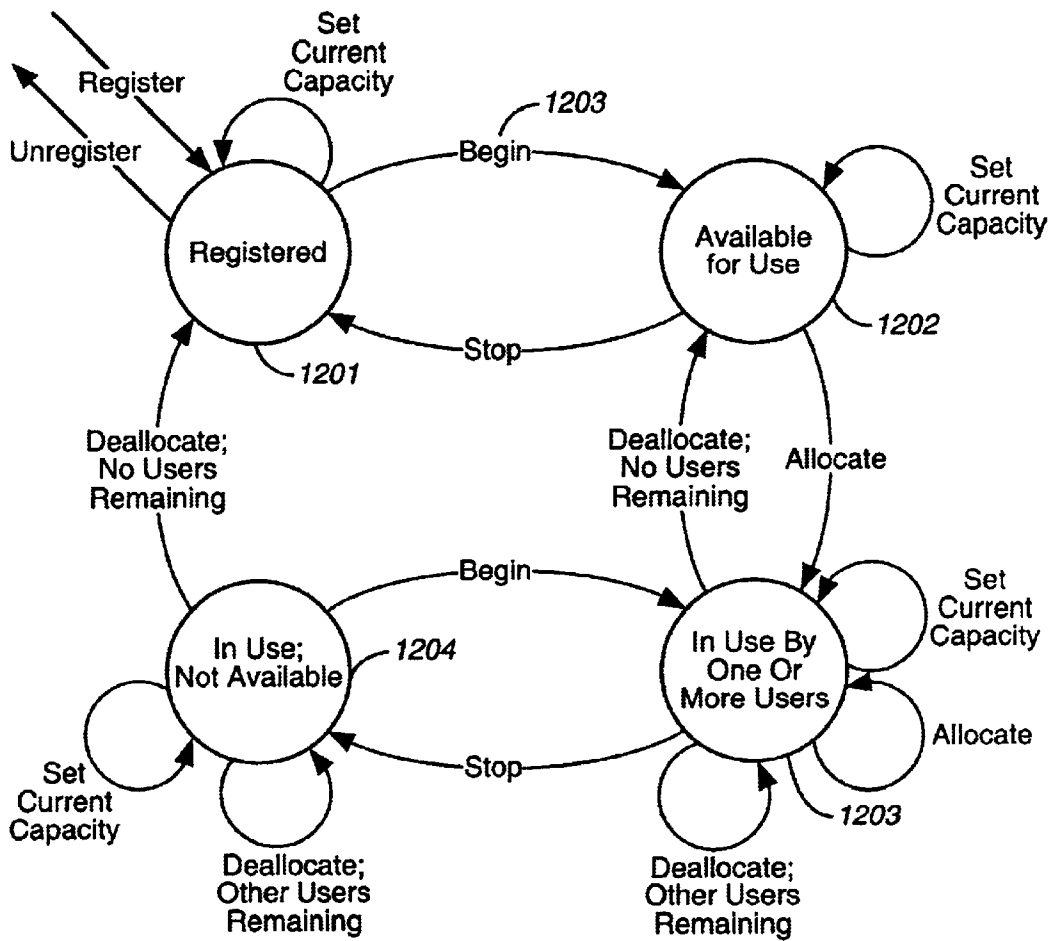 Set
Current
Capacity
Register
1203
Unregister
Begin
Set
Current
Capacity
Registered
Available
for Use
1202
Stop
1201
Deallocate;
No Users
Remaining
Deallocate;
No Users
Remaining
Allocate
Begin
Set
Current
Capacity
In Use;
Not Available
1204
In Use By
One Or
More Users
Allocate
Stop
Set
Current
Capacity
1203
Deallocate;
Other Users
Remaining
Deallocate;
Other Users
Remaining